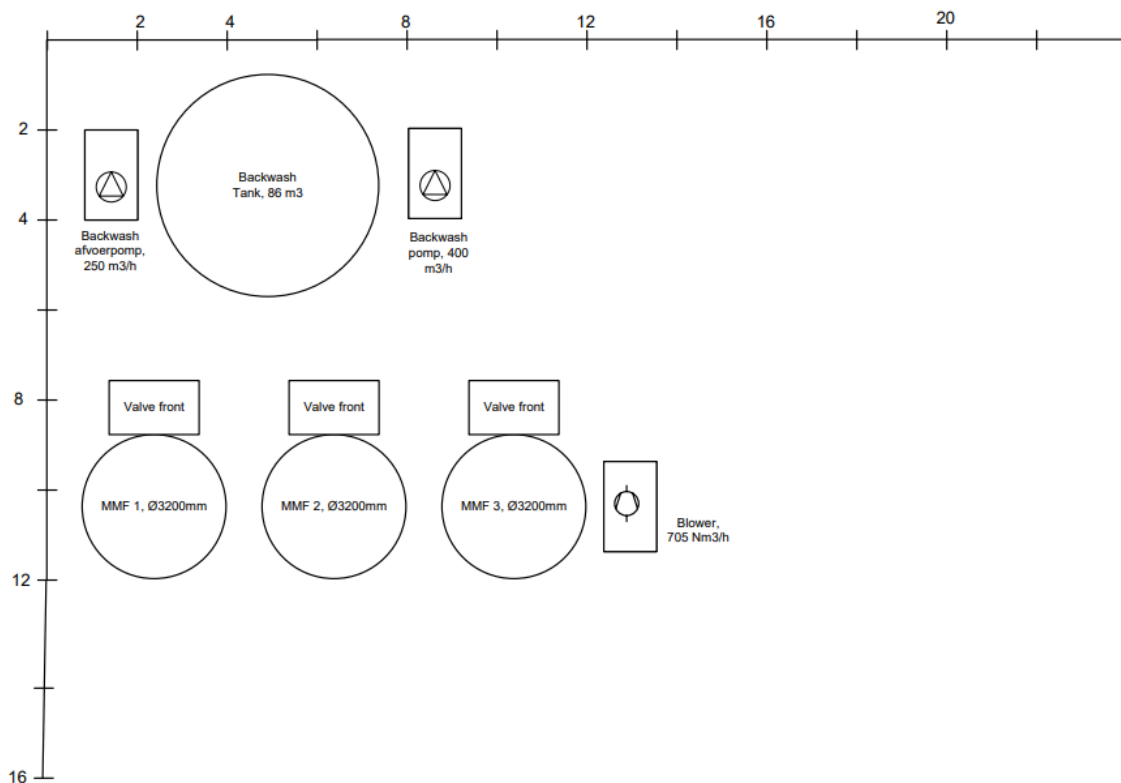 2
4
8
12
16
20
2
4
8
12
16
Backwash
Tank, 86 m3
Backwash
afvoerpomp,
250 m3/h
Backwash
pomp, 400
m3/h
Valve front
Valve front
Valve front
MMF 1, Ø3200mm
MMF 2, Ø3200mm
MMF 3, Ø3200mm
Blower,
705 Nm3/h